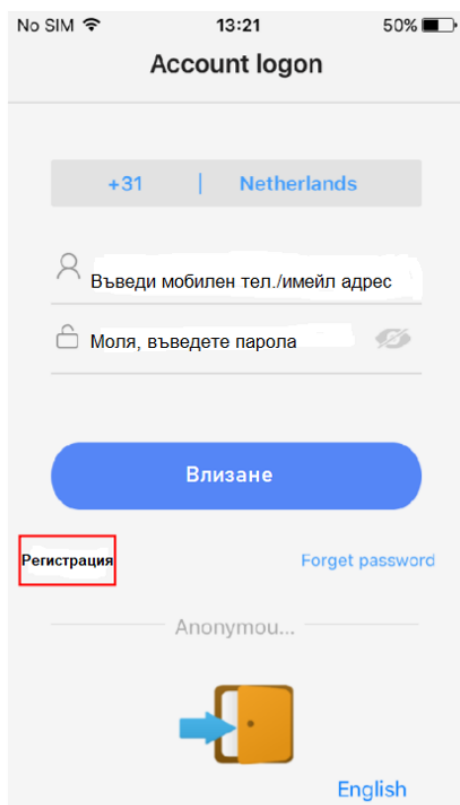 No SIM 13:21 50%
Account logon
+31 | Netherlands
Въведи мобилен тел./имейл адрес
Моля, въведете парола
Влизане
Регистрация Forget password
Anonymou...
English